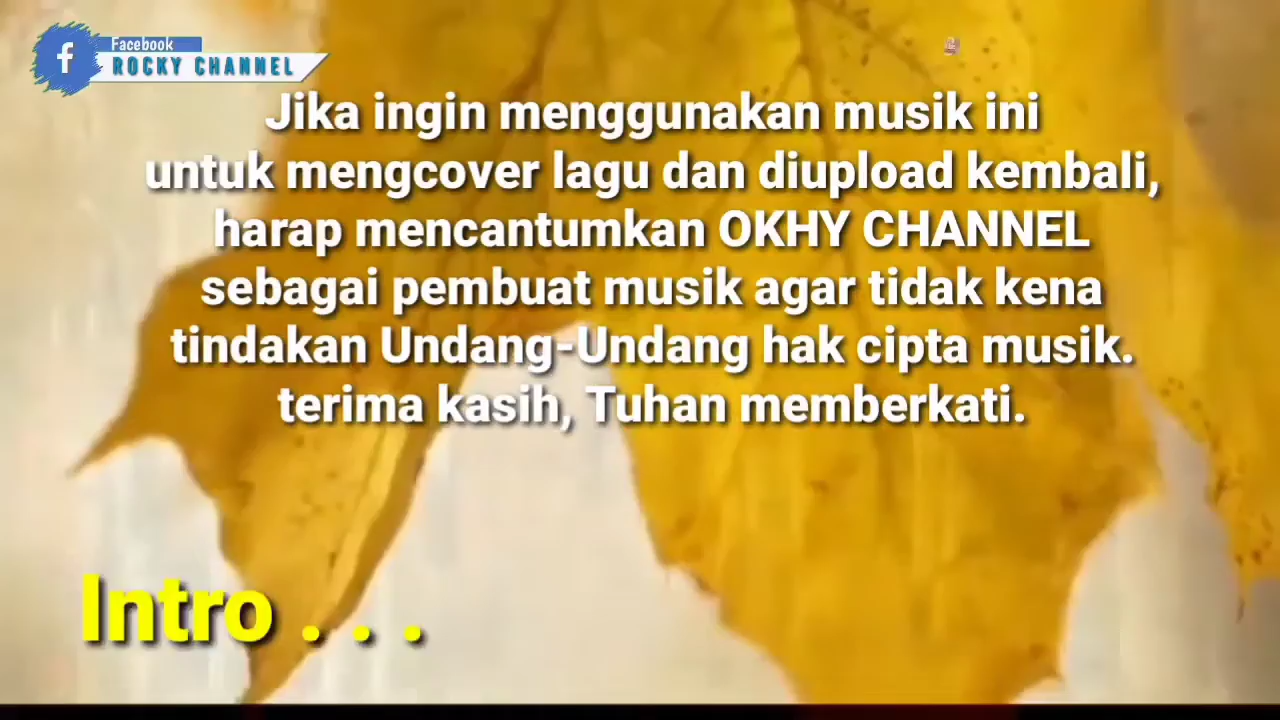 Facebook
ROCKY CHANNEL
Jika ingin menggunakan musik ini
untuk mengcover lagu dan diupload kembali,
harap mencantumkan OKHY CHANNEL
sebagai pembuat musik agar tidak kena
tindakan Undang-Undang hak cipta musik.
terima kasih, Tuhan memberkati.
Intro . . .